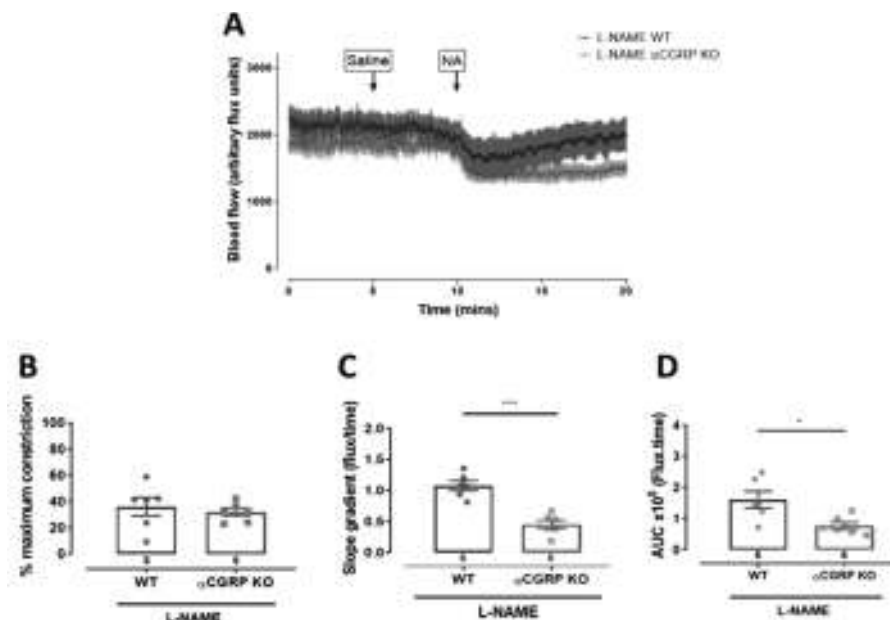 A
L-NAME WT
L-NAME αCGRP KO
Saline
NA
Blood flow (arbitrary flux units)
3000
2000
1000
0
0
5
10
15
20
Time (mins)
B
% maximum constriction
100
80
60
40
20
0
WT
αCGRP KO
L-NAME
C
Slope gradient (flux/time)
2.0
1.5
1.0
0.5
0.0
WT
αCGRP KO
L-NAME
D
AUC x10⁵ (Flux.time)
4
3
2
1
0
WT
αCGRP KO
L-NAME